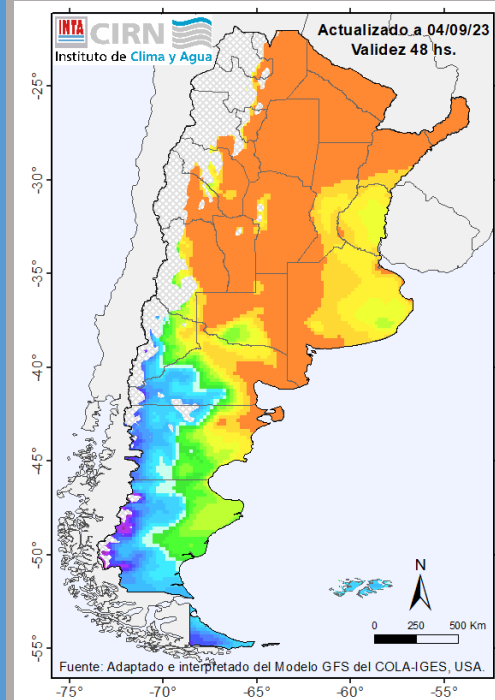 INTA CIRN
Instituto de Clima y Agua
Actualizado a 04/09/23
Validez 48 hs.
-25°
-30°
-35°
-40°
-45°
-50°
-55°
N
0 250 500 Km
Fuente: Adaptado e interpretado del Modelo GFS del COLA-IGES, USA.
-75° -70° -65° -60° -55°